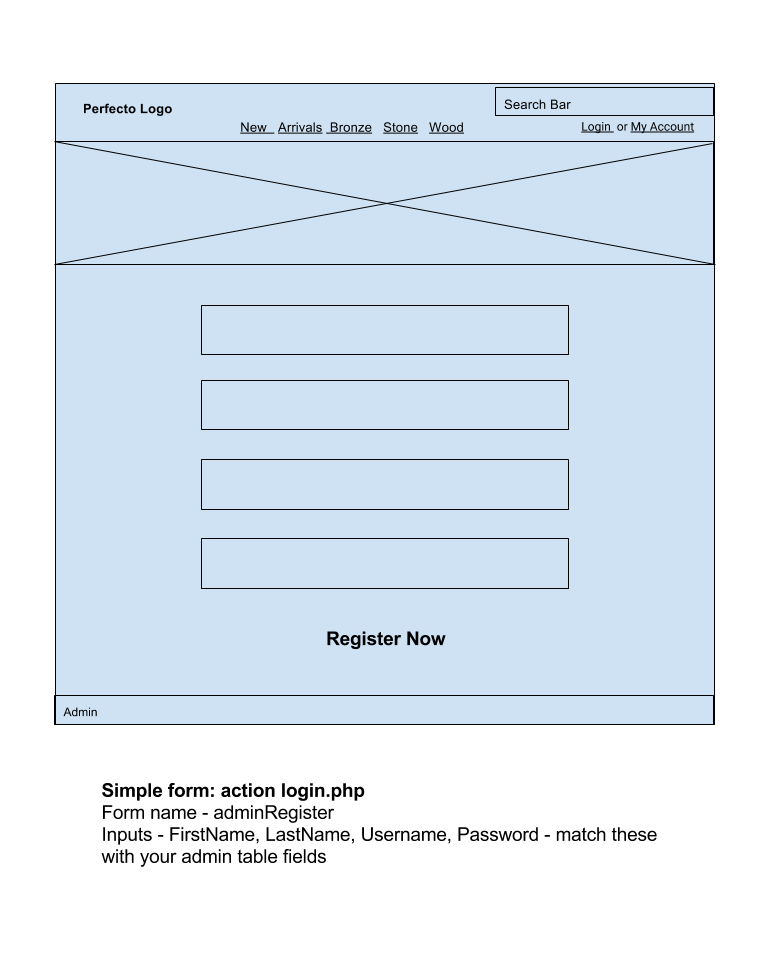 Perfecto Logo
Search Bar
New Arrivals Bronze Stone Wood
Login or My Account
Register Now
Admin
Simple form: action login.php
Form name - adminRegister
Inputs - FirstName, LastName, Username, Password - match these
with your admin table fields